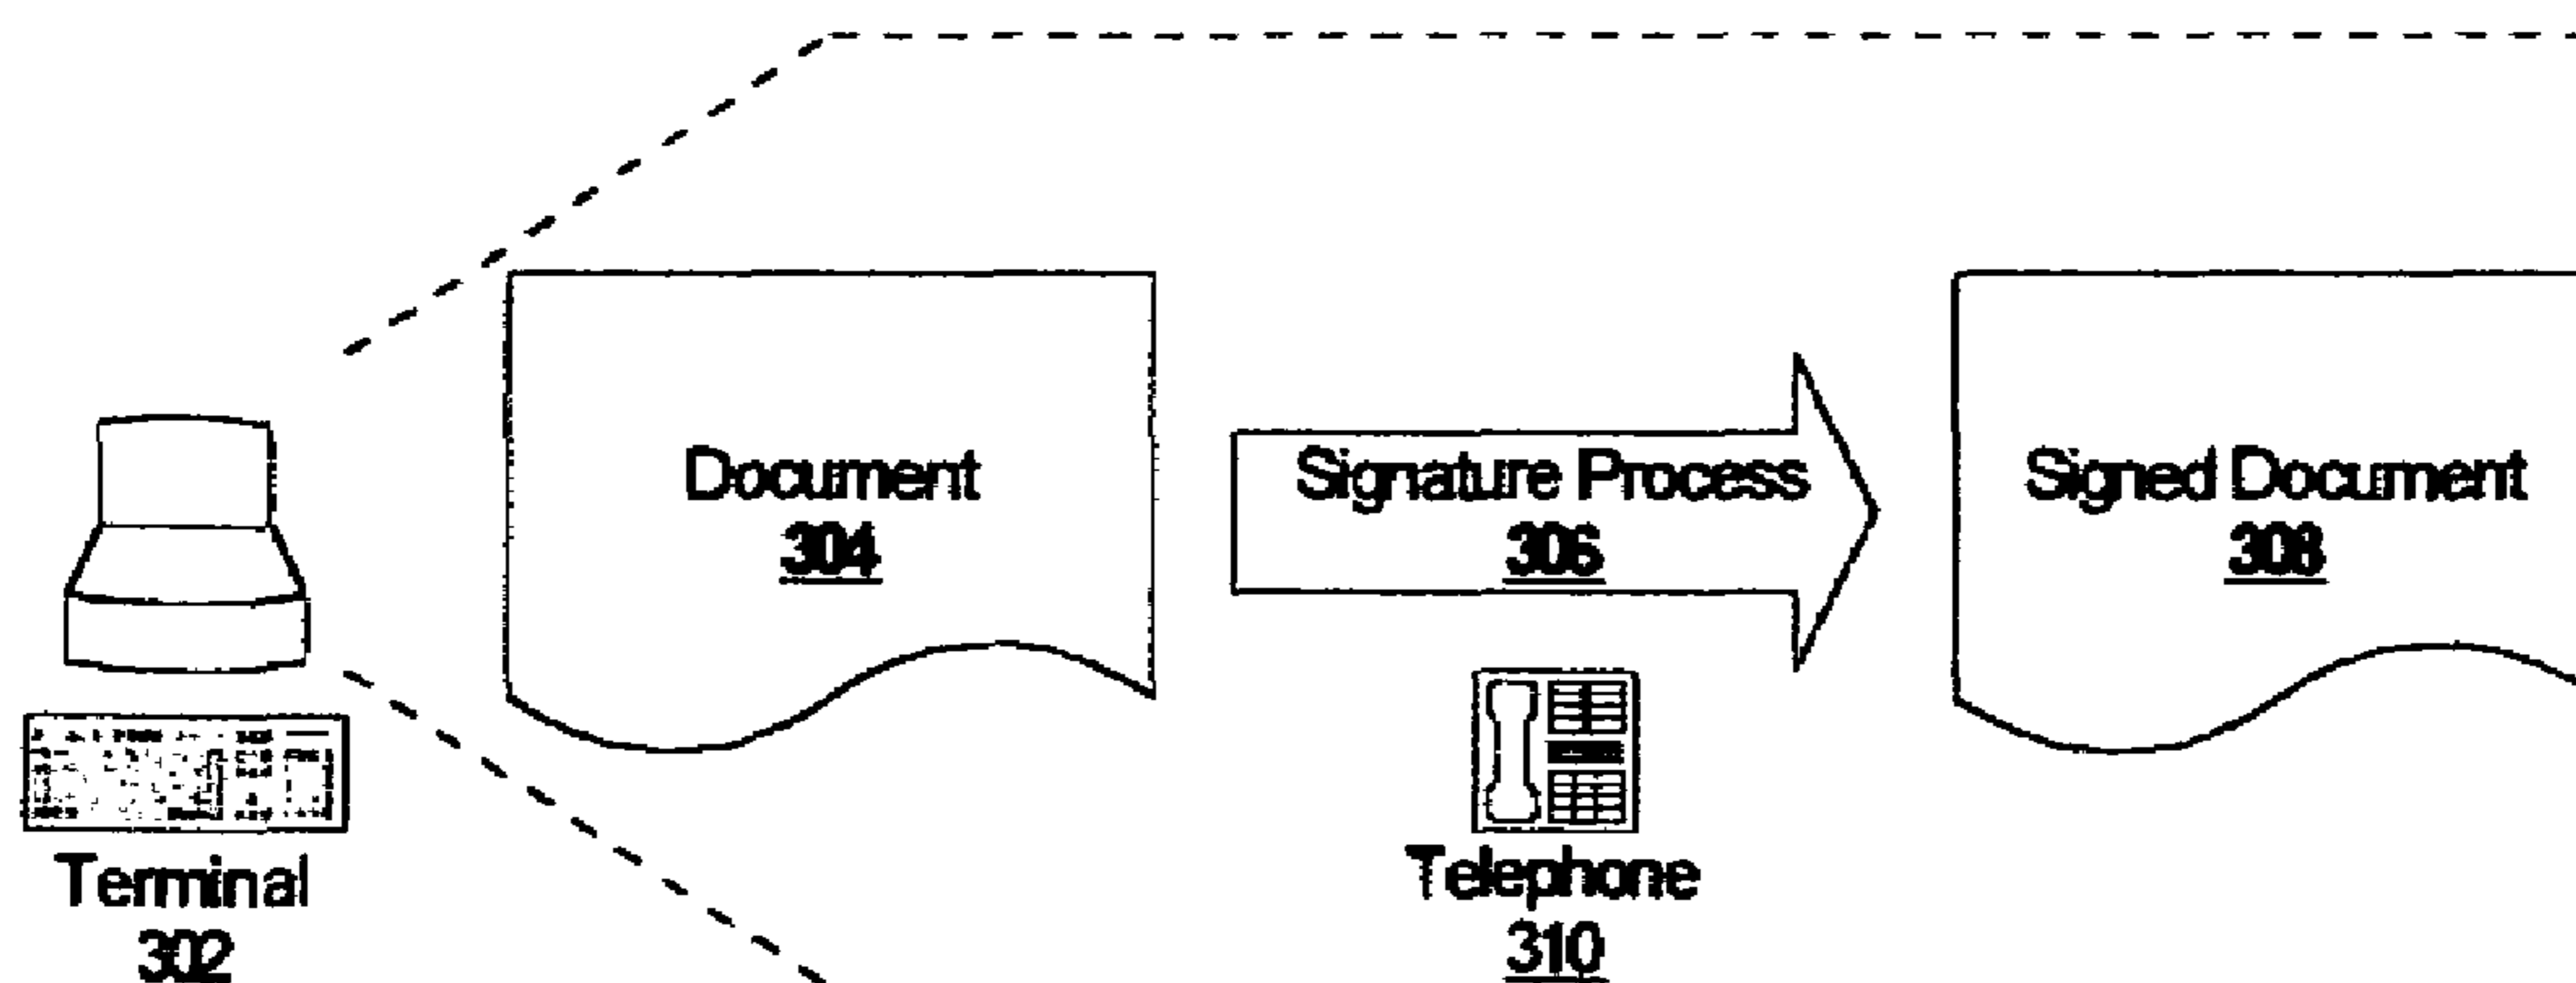 Document
304
Signature Process
306
Signed Document
308
Telephone
310
Terminal
302